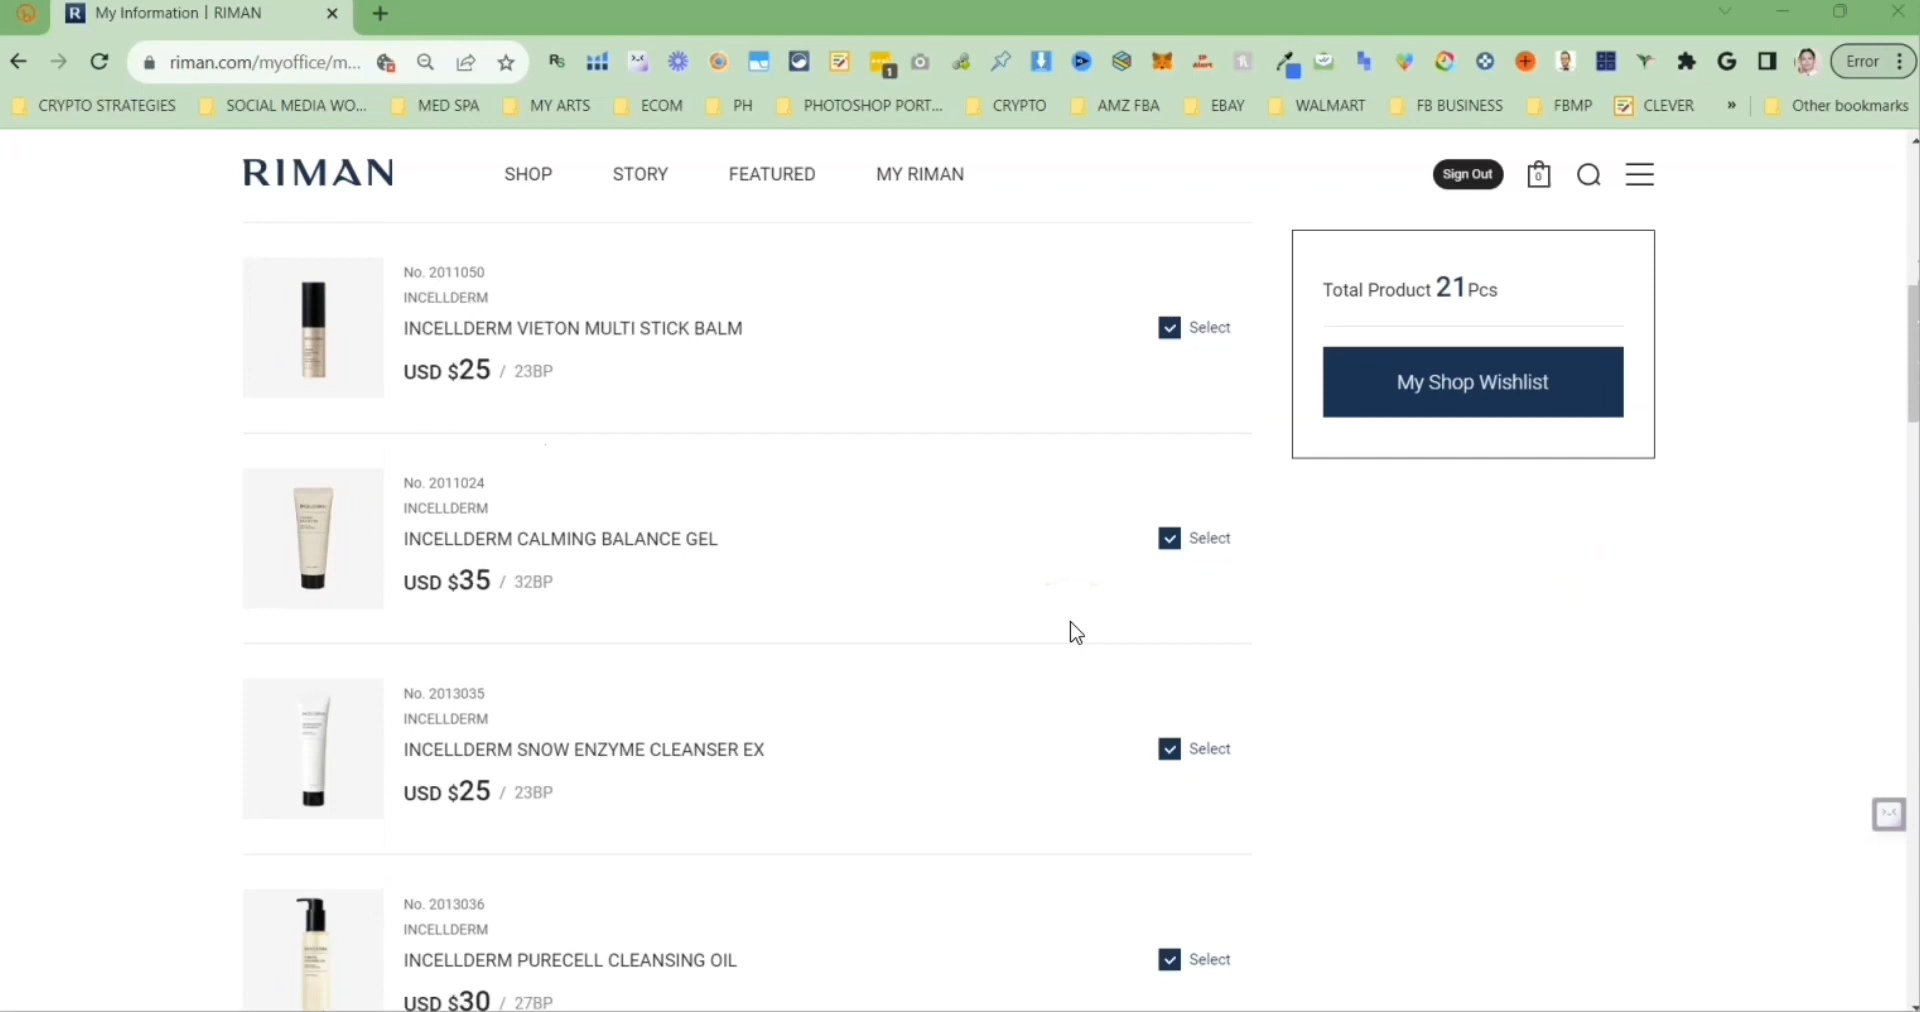 My Information | RIMAN
riman.com/myoffice/m...
1
Error
CRYPTO STRATEGIES
SOCIAL MEDIA WO...
MED SPA
MY ARTS
ECOM
PH
PHOTOSHOP PORT...
CRYPTO
AMZ FBA
EBAY
WALMART
FB BUSINESS
FBMP
CLEVER
»
Other bookmarks
RIMAN
SHOP
STORY
FEATURED
MY RIMAN
Sign Out
0
No. 2011050
INCELLDERM
INCELLDERM VIETON MULTI STICK BALM
USD $25 / 23BP
Select
Total Product 21Pcs
My Shop Wishlist
No. 2011024
INCELLDERM
INCELLDERM CALMING BALANCE GEL
USD $35 / 32BP
Select
No. 2013035
INCELLDERM
INCELLDERM SNOW ENZYME CLEANSER EX
USD $25 / 23BP
Select
No. 2013036
INCELLDERM
INCELLDERM PURECELL CLEANSING OIL
USD $30 / 27BP
Select